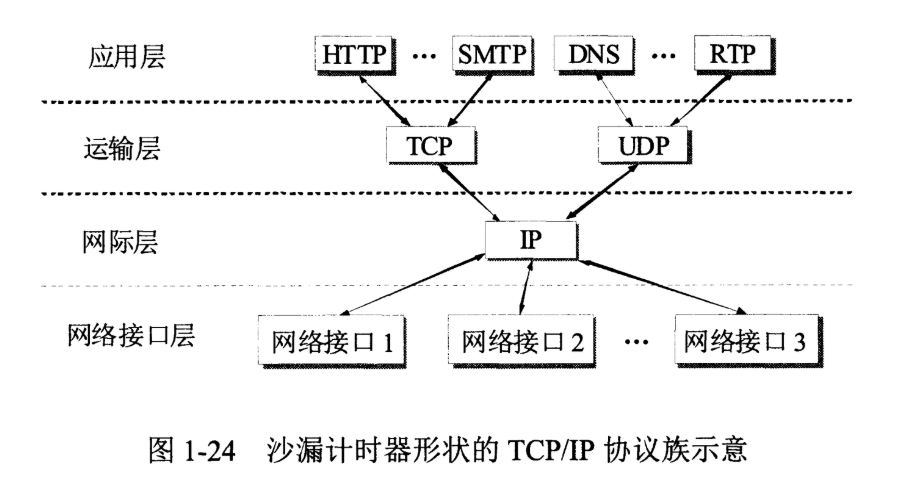 应用层 HTTP … SMTP DNS … RTP
运输层 TCP UDP
网际层 IP
网络接口层 网络接口 1 网络接口 2 … 网络接口 3
图 1-24 沙漏计时器形状的 TCP/IP 协议族示意